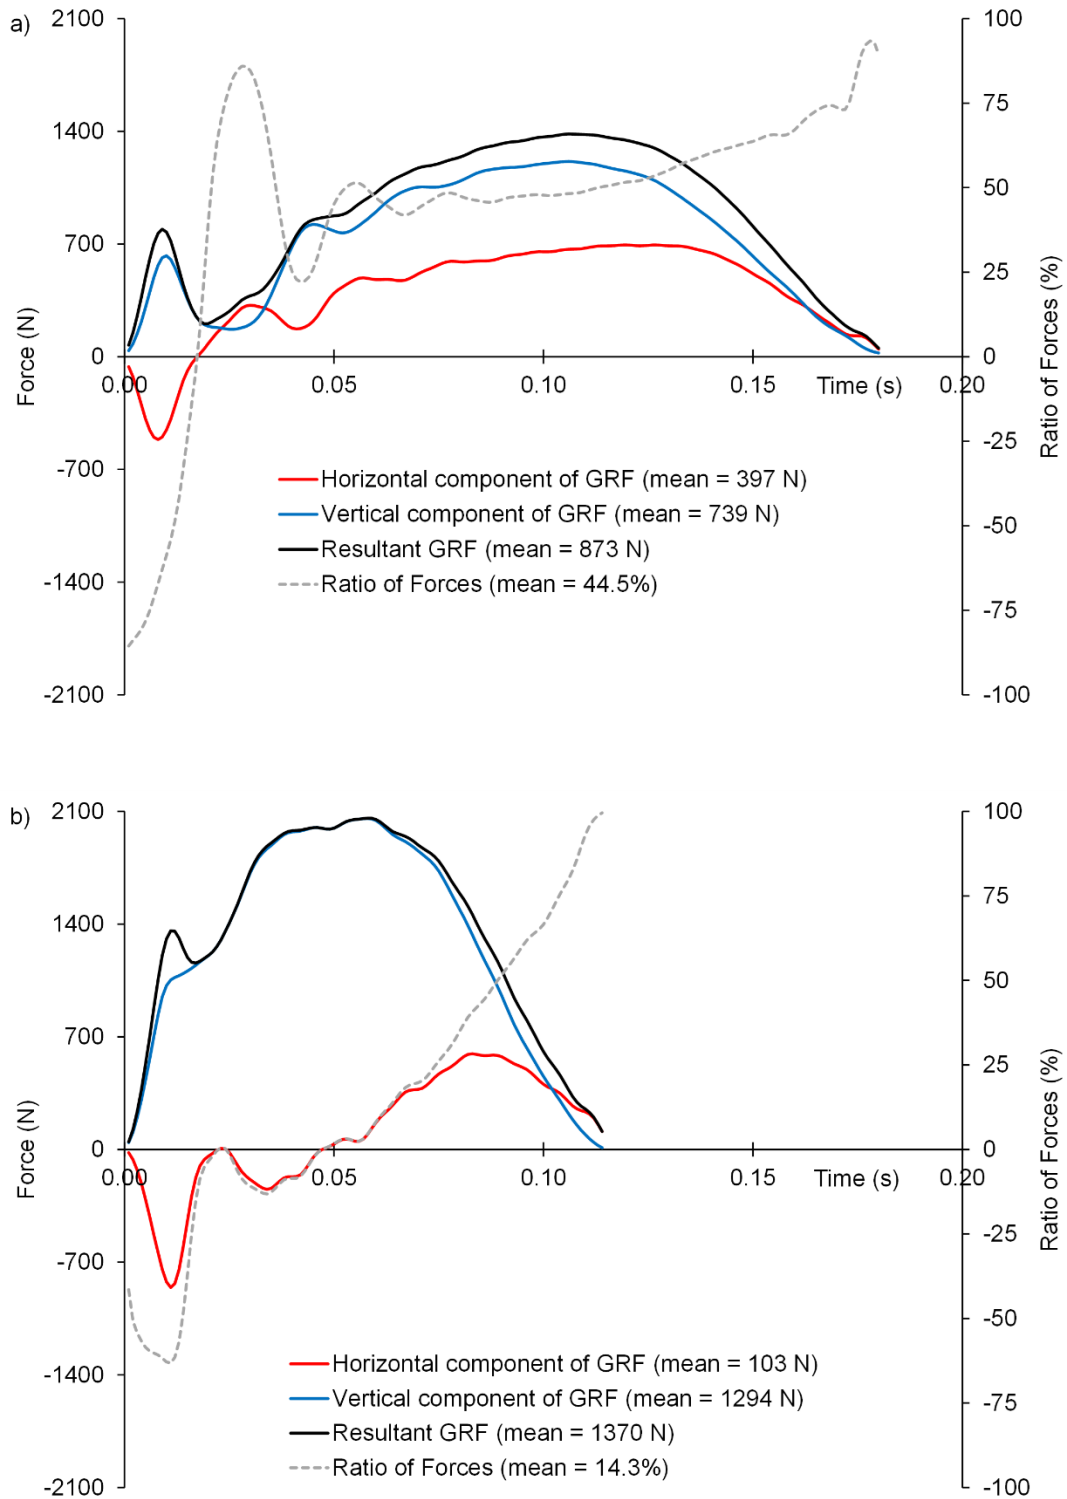 a)
2100
1400
700
0
-700
-1400
-2100
Force (N)
100
75
50
25
0
-25
-50
-75
-100
Ratio of Forces (%)
0.00
0.05
0.10
0.15
Time (s)
0.20
Horizontal component of GRF (mean = 397 N)
Vertical component of GRF (mean = 739 N)
Resultant GRF (mean = 873 N)
Ratio of Forces (mean = 44.5%)
b)
2100
1400
700
0
-700
-1400
-2100
Force (N)
100
75
50
25
0
-25
-50
-75
-100
Ratio of Forces (%)
0.00
0.05
0.10
0.15
Time (s)
0.20
Horizontal component of GRF (mean = 103 N)
Vertical component of GRF (mean = 1294 N)
Resultant GRF (mean = 1370 N)
Ratio of Forces (mean = 14.3%)